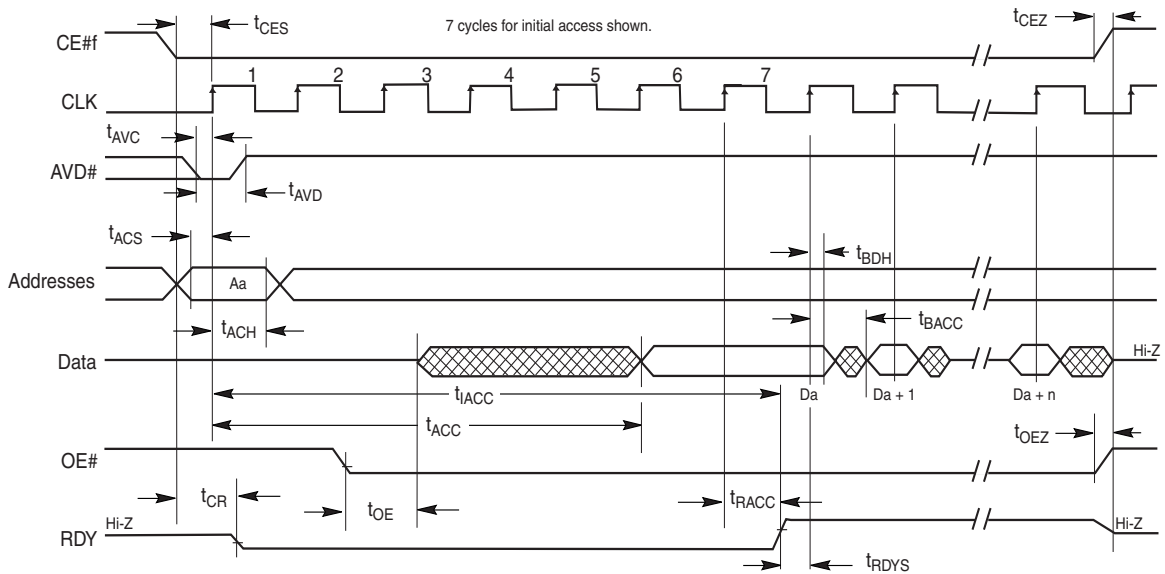 7 cycles for initial access shown.
tCES
tCEZ
CE#f
1 2 3 4 5 6 7
CLK
tAVC
AVD#
tAVD
tACS
tBDH
Addresses
Aa
tACH
tBACC
Data
Hi-Z
tIACC
Da
Da + 1
Da + n
tACC
tOEZ
OE#
tCR
tOE
tRACC
Hi-Z
Hi-Z
RDY
tRDYS